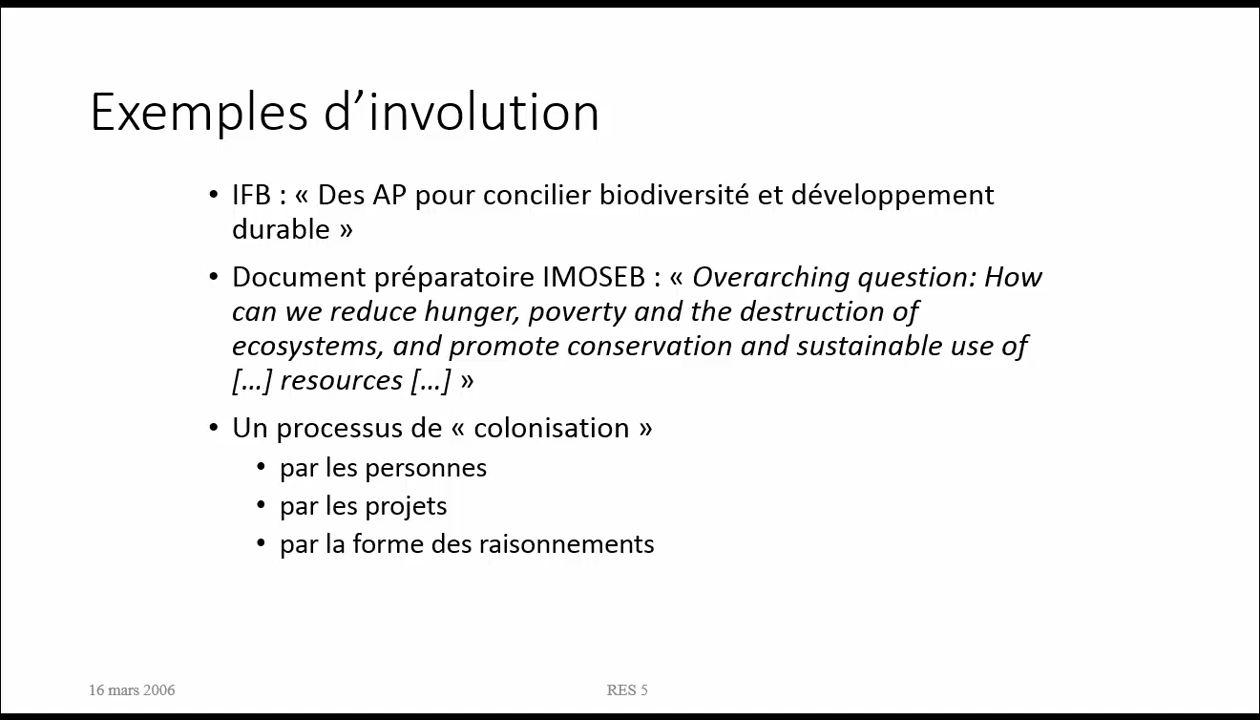 Exemples d’involution
• IFB : « Des AP pour concilier biodiversité et développement
durable »
• Document préparatoire IMOSEB : « Overarching question: How
can we reduce hunger, poverty and the destruction of
ecosystems, and promote conservation and sustainable use of
[…] resources […] »
• Un processus de « colonisation »
• par les personnes
• par les projets
• par la forme des raisonnements
16 mars 2006
RES 5